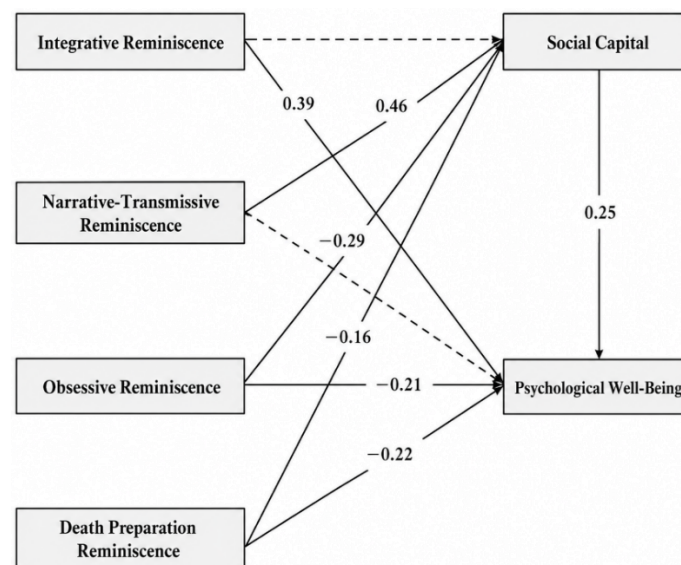 Integrative Reminiscence
Social Capital
0.39
0.46
Narrative-Transmissive
Reminiscence
0.25
−0.29
−0.16
Obsessive Reminiscence
−0.21
Psychological Well-Being
−0.22
Death Preparation
Reminiscence